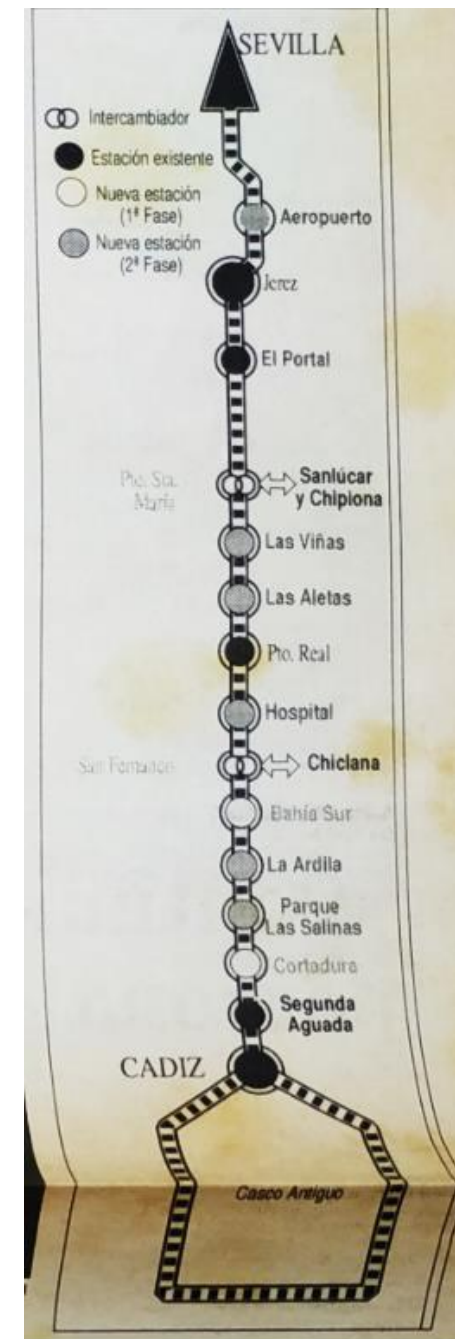 SEVILLA
Intercambiador
Estación existente
Nueva estación
(1ª Fase)
Nueva estación
(2ª Fase)
Aeropuerto
Jerez
El Portal
Pto. Sta.
María
Sanlúcar
y Chipiona
Las Viñas
Las Aletas
Pto. Real
Hospital
San Fernando
Chiclana
Bahía Sur
La Ardila
Parque
Las Salinas
Cortadura
Segunda
Aguada
CADIZ
Casco Antiguo